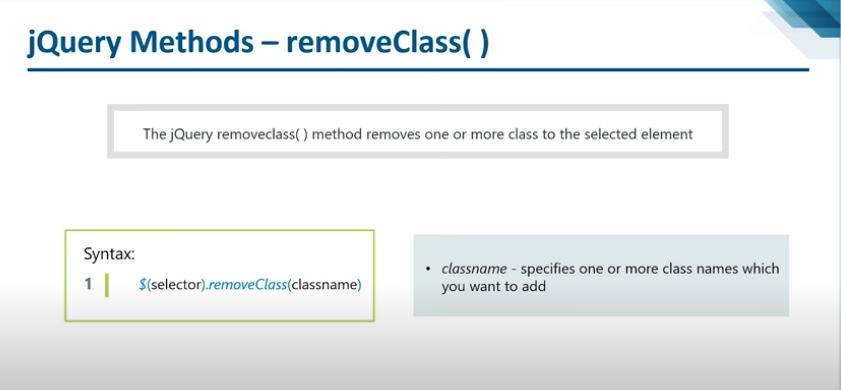 jQuery Methods – removeClass( )
The jQuery removeclass( ) method removes one or more class to the selected element
Syntax:
1 $(selector).removeClass(classname)
• classname - specifies one or more class names which
you want to add